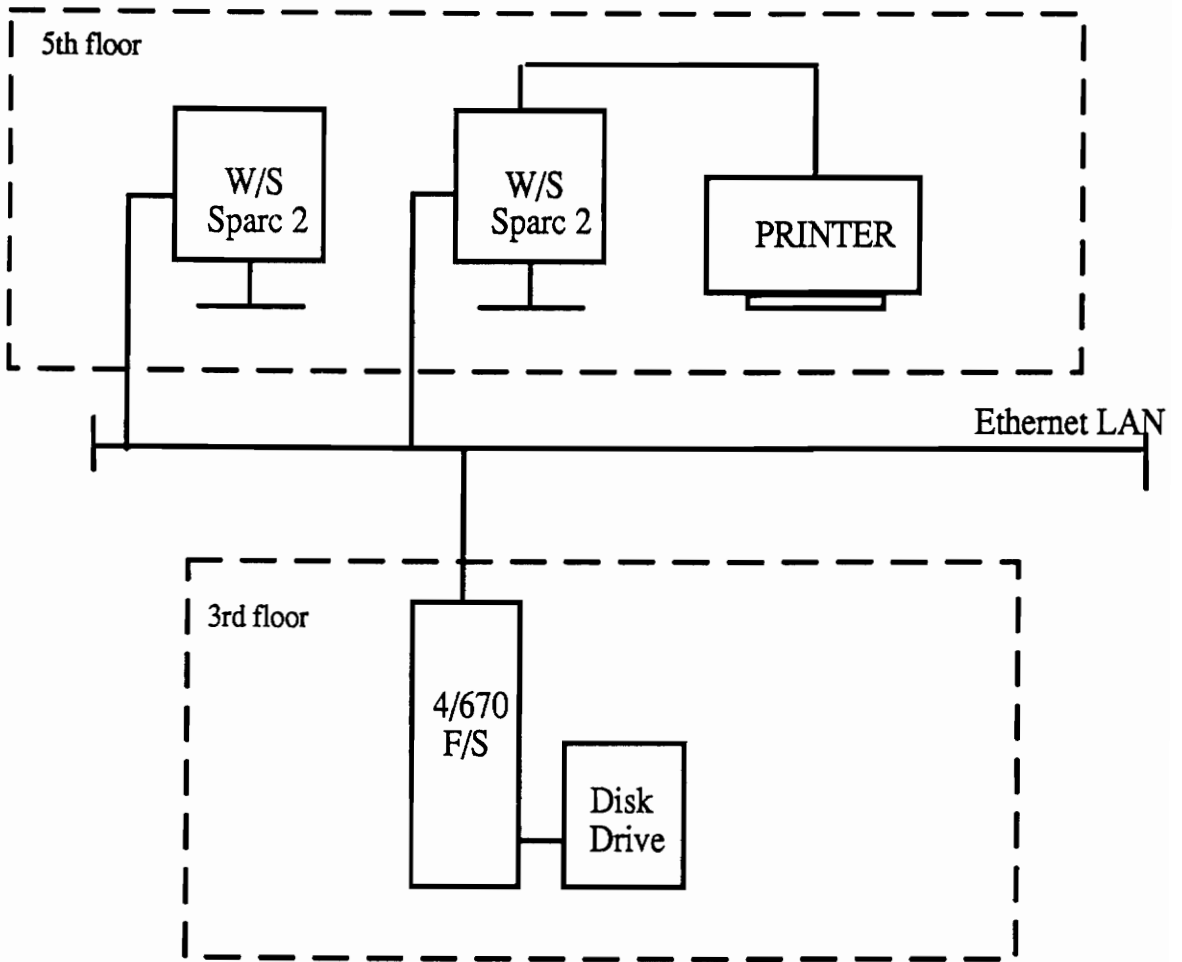 5th floor
W/S
Sparc 2
W/S
Sparc 2
PRINTER
Ethernet LAN
3rd floor
4/670
F/S
Disk
Drive